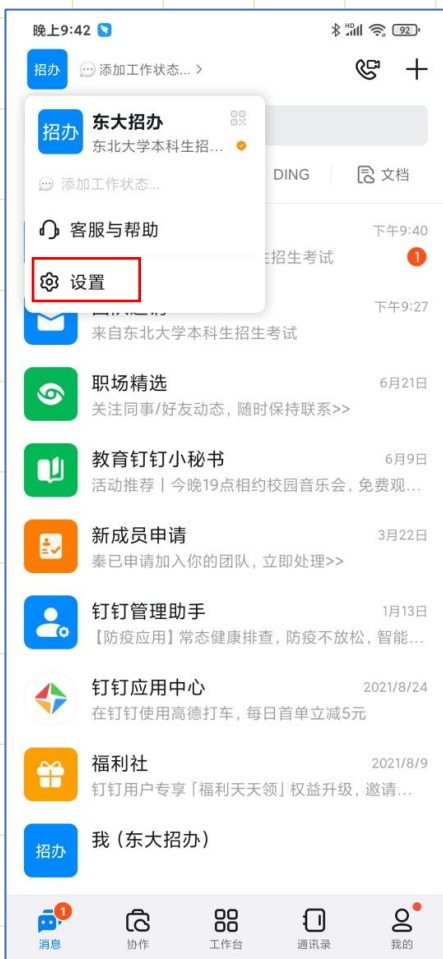 晚上9:42
92
招办
添加工作状态... >
招办
东大招办
东北大学本科生招...
添加工作状态...
DING
文档
客服与帮助
设置
下午9:40
招生考试
1
下午9:27
来自东北大学本科生招生考试
职场精选
6月21日
关注同事/好友动态, 随时保持联系>>
教育钉钉小秘书
6月9日
活动推荐丨今晚19点相约校园音乐会, 免费观...
新成员申请
3月22日
秦已申请加入你的团队, 立即处理>>
钉钉管理助手
1月13日
【防疫应用】常态健康排查, 防疫不放松, 智能...
钉钉应用中心
2021/8/24
在钉钉使用高德打车, 每日首单立减5元
福利社
2021/8/9
钉钉用户专享「福利天天领」权益升级, 邀请...
招办
我 (东大招办)
1
消息
协作
工作台
通讯录
我的